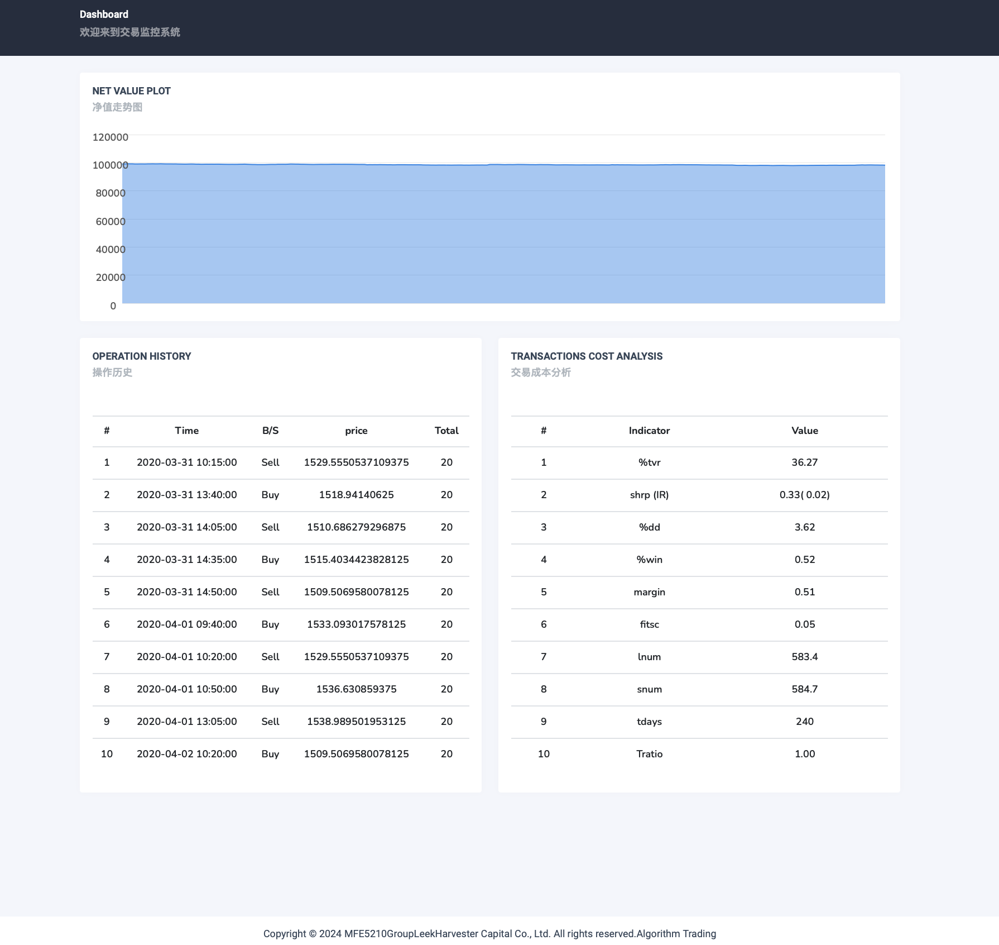 Dashboard
欢迎来到交易监控系统
NET VALUE PLOT
净值走势图
120000
100000
80000
60000
40000
20000
0
OPERATION HISTORY
操作历史
# Time B/S price Total
1 2020-03-31 10:15:00 Sell 1529.5550537109375 20
2 2020-03-31 13:40:00 Buy 1518.94140625 20
3 2020-03-31 14:05:00 Sell 1510.686279296875 20
4 2020-03-31 14:35:00 Buy 1515.4034423828125 20
5 2020-03-31 14:50:00 Sell 1509.5069580078125 20
6 2020-04-01 09:40:00 Buy 1533.093017578125 20
7 2020-04-01 10:20:00 Sell 1529.5550537109375 20
8 2020-04-01 10:50:00 Buy 1536.630859375 20
9 2020-04-01 13:05:00 Sell 1538.989501953125 20
10 2020-04-02 10:20:00 Buy 1509.5069580078125 20
TRANSACTIONS COST ANALYSIS
交易成本分析
# Indicator Value
1 %tvr 36.27
2 shrp (IR) 0.33( 0.02)
3 %dd 3.62
4 %win 0.52
5 margin 0.51
6 fitsc 0.05
7 lnum 583.4
8 snum 584.7
9 tdays 240
10 Tratio 1.00
Copyright © 2024 MFE5210GroupLeekHarvester Capital Co., Ltd. All rights reserved.Algorithm Trading